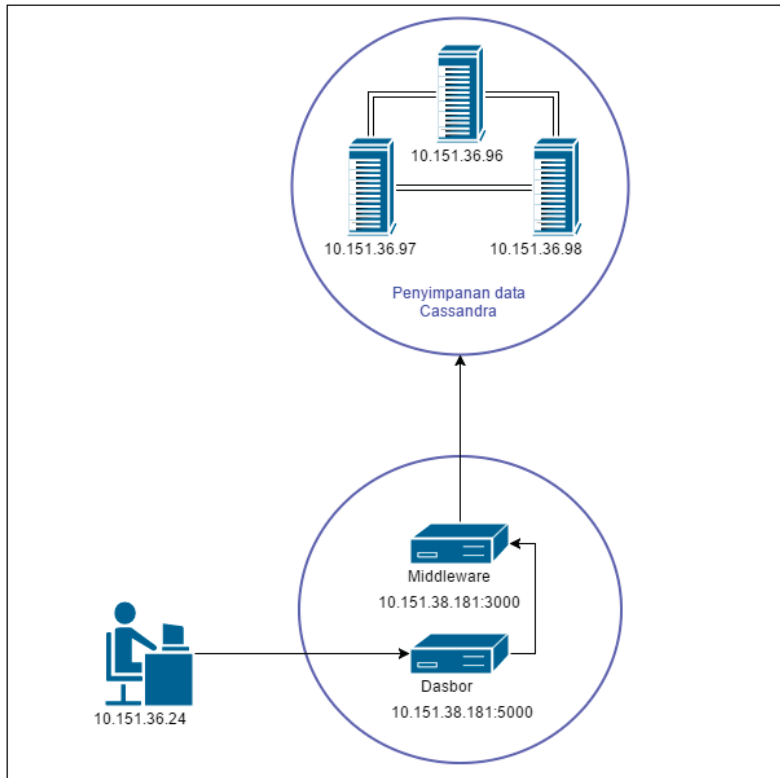 10.151.36.96
10.151.36.97
10.151.36.98
Penyimpanan data
Cassandra
Middleware
10.151.38.181:3000
Dasbor
10.151.38.181:5000
10.151.36.24